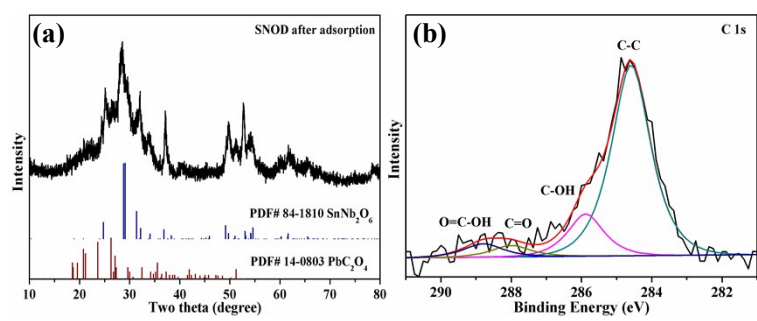 (a)
SNOD after adsorption
Intensity
PDF# 84-1810 SnNb₂O₆
PDF# 14-0803 PbC₂O₄
10 20 30 40 50 60 70 80
Two theta (degree)
(b)
C 1s
C-C
C-OH
O=C-OH
C=O
Intensity
290 288 286 284 282
Binding Energy (eV)